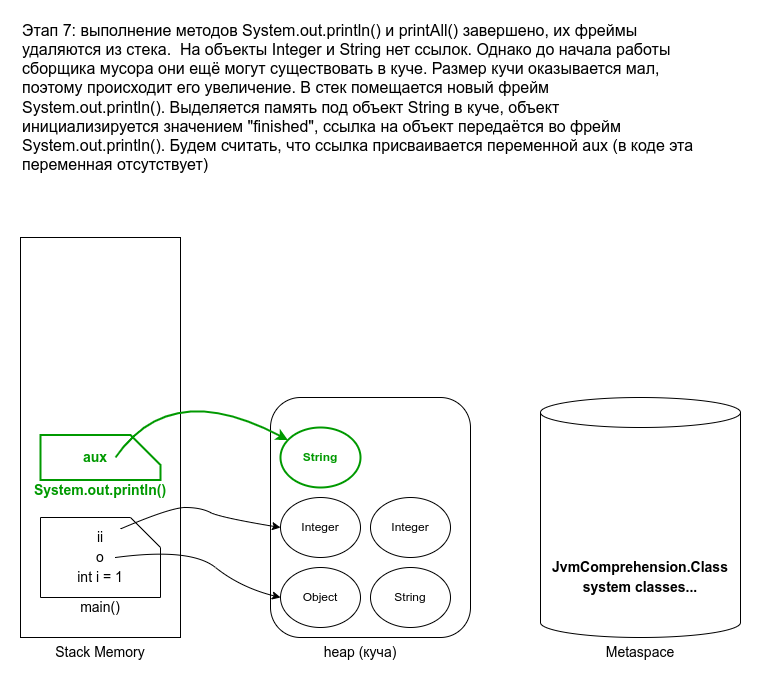 Этап 7: выполнение методов System.out.println() и printAll() завершено, их фреймы
удаляются из стека.  На объекты Integer и String нет ссылок. Однако до начала работы
сборщика мусора они ещё могут существовать в куче. Размер кучи оказывается мал,
поэтому происходит его увеличение. В стек помещается новый фрейм
System.out.println(). Выделяется память под объект String в куче, объект
инициализируется значением "finished", ссылка на объект передаётся во фрейм
System.out.println(). Будем считать, что ссылка присваивается переменной aux (в коде эта
переменная отсутствует)
aux
System.out.println()
ii
o
int i = 1
main()
Stack Memory
String
Integer
Integer
Object
String
heap (куча)
JvmComprehension.Class
system classes...
Metaspace